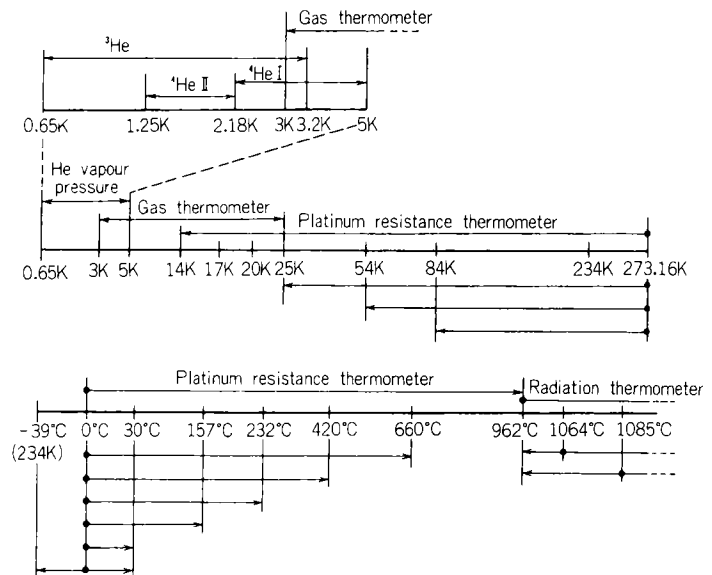 Gas thermometer
³He
⁴He II
⁴He I
0.65K 1.25K 2.18K 3K 3.2K 5K
He vapour
pressure
Gas thermometer
Platinum resistance thermometer
0.65K 3K 5K 14K 17K 20K 25K 54K 84K 234K 273.16K
Platinum resistance thermometer
Radiation thermometer
-39°C 0°C 30°C 157°C 232°C 420°C 660°C 962°C 1064°C 1085°C
(234K)